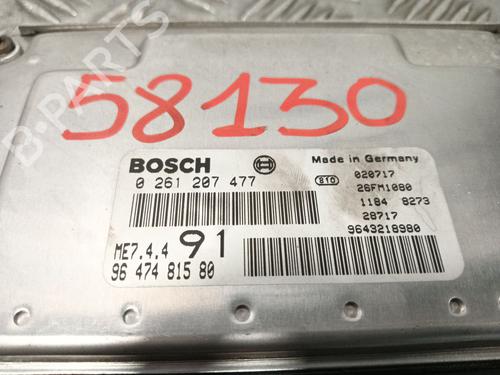 58130
BOSCH
Made in Germany
0 261 207 477
810
020717
26FM1080
1184 8273
28717
9643218980
ME7.4.4 91
96 474 815 80
B-PARTS